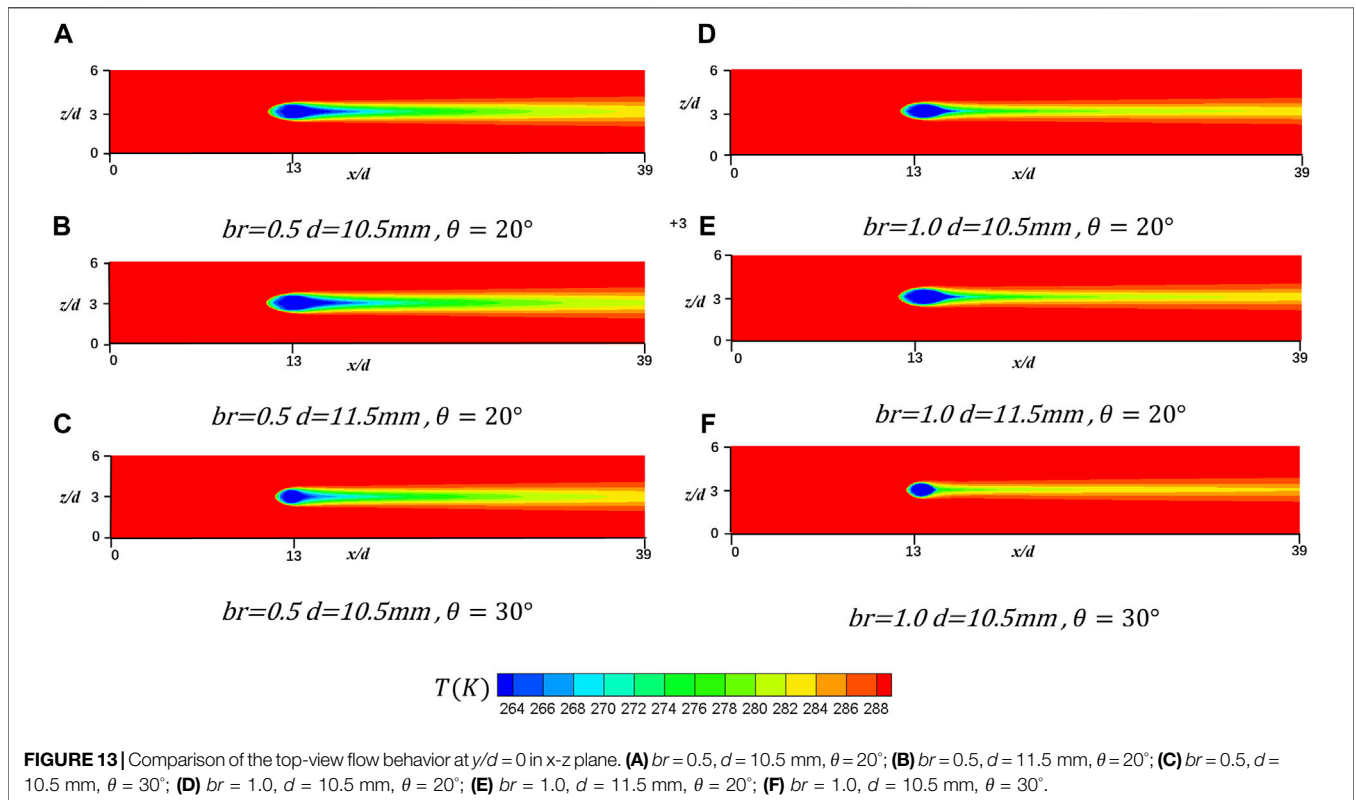 A
6
z/d 3
0
0 13 x/d 39
br=0.5 d=10.5mm, θ = 20°
B
6
z/d 3
0
0 13 x/d 39
br=0.5 d=11.5mm, θ = 20°
C
6
z/d 3
0
0 13 x/d 39
br=0.5 d=10.5mm, θ = 30°
D
6
z/d 3
0
0 13 x/d 39
br=1.0 d=10.5mm, θ = 20°
+3 E
6
z/d 3
0
0 13 x/d 39
br=1.0 d=11.5mm, θ = 20°
F
6
z/d 3
0
0 13 x/d 39
br=1.0 d=10.5mm, θ = 30°
T(K)
264 266 268 270 272 274 276 278 280 282 284 286 288
FIGURE 13 | Comparison of the top-view flow behavior at y/d = 0 in x-z plane. (A) br = 0.5, d = 10.5 mm, θ = 20°; (B) br = 0.5, d = 11.5 mm, θ = 20°; (C) br = 0.5, d =
10.5 mm, θ = 30°; (D) br = 1.0, d = 10.5 mm, θ = 20°; (E) br = 1.0, d = 11.5 mm, θ = 20°; (F) br = 1.0, d = 10.5 mm, θ = 30°.